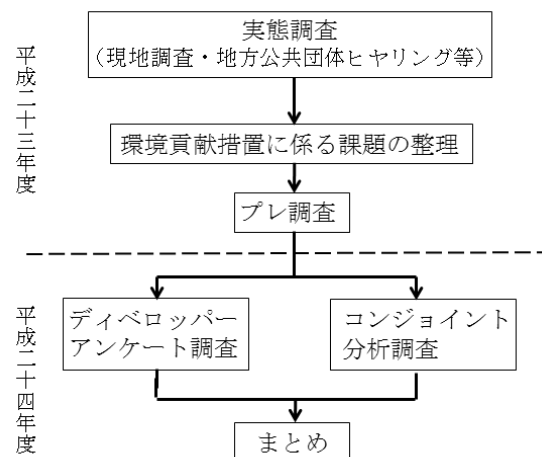 実態調査
（現地調査・地方公共団体ヒヤリング等）
平成二十三年度
環境貢献措置に係る課題の整理
プレ調査
平成二十四年度
ディベロッパー
アンケート調査
コンジョイント
分析調査
まとめ